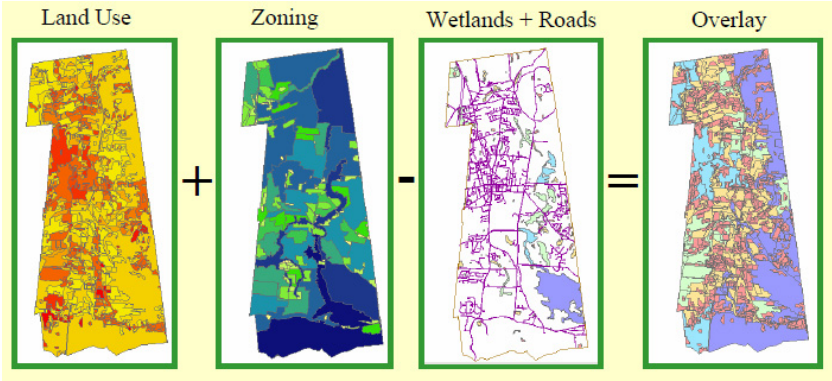 Land Use
Zoning
Wetlands + Roads
Overlay
+
-
=